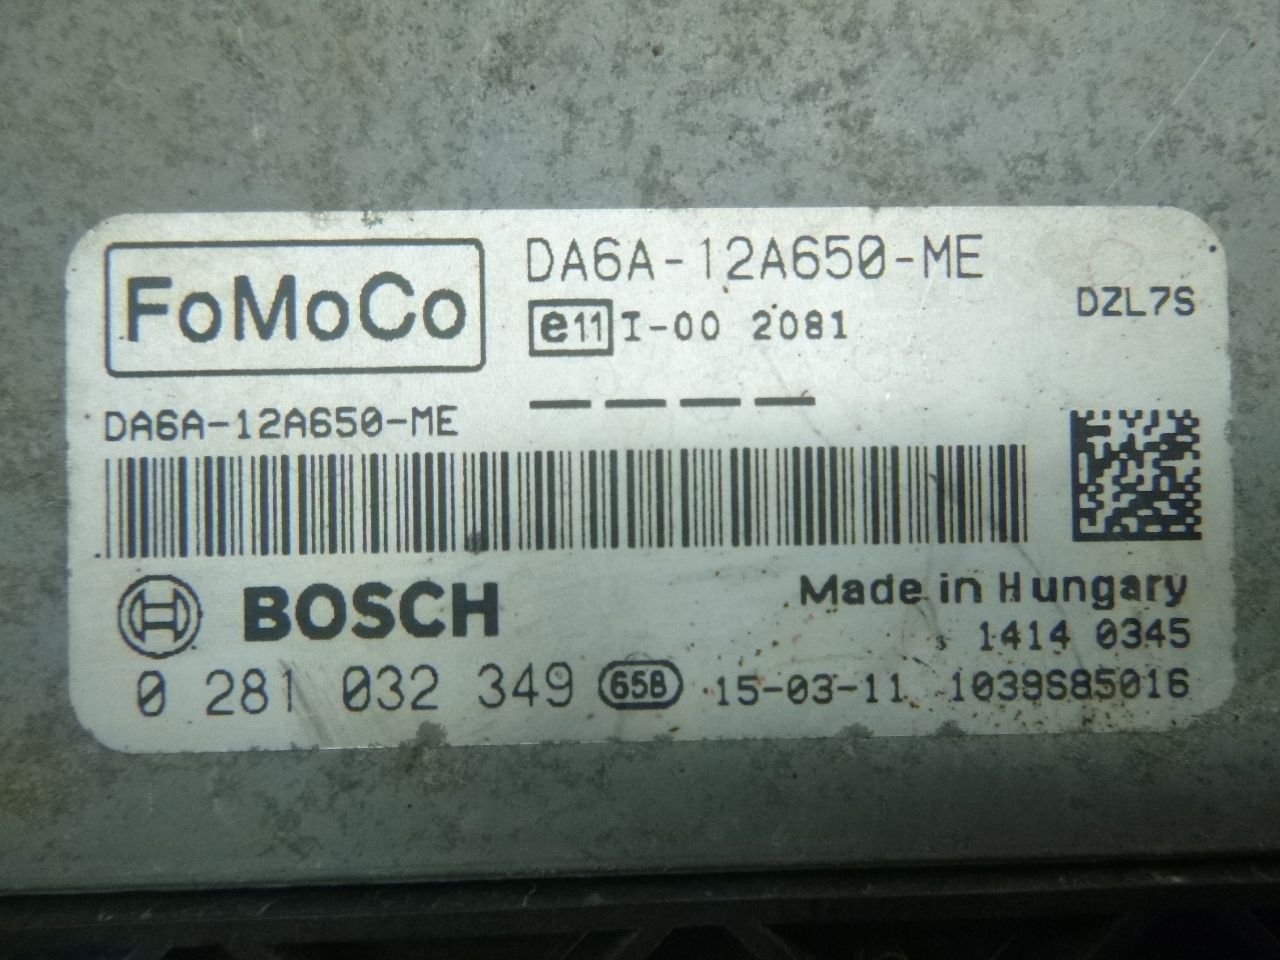 FoMoCo
DA6A-12A650-ME
e11 I-00 2081
DZL7S
DA6A-12A650-ME
BOSCH
Made in Hungary
1414 0345
0 281 032 349 65B 15-03-11 1039S85016